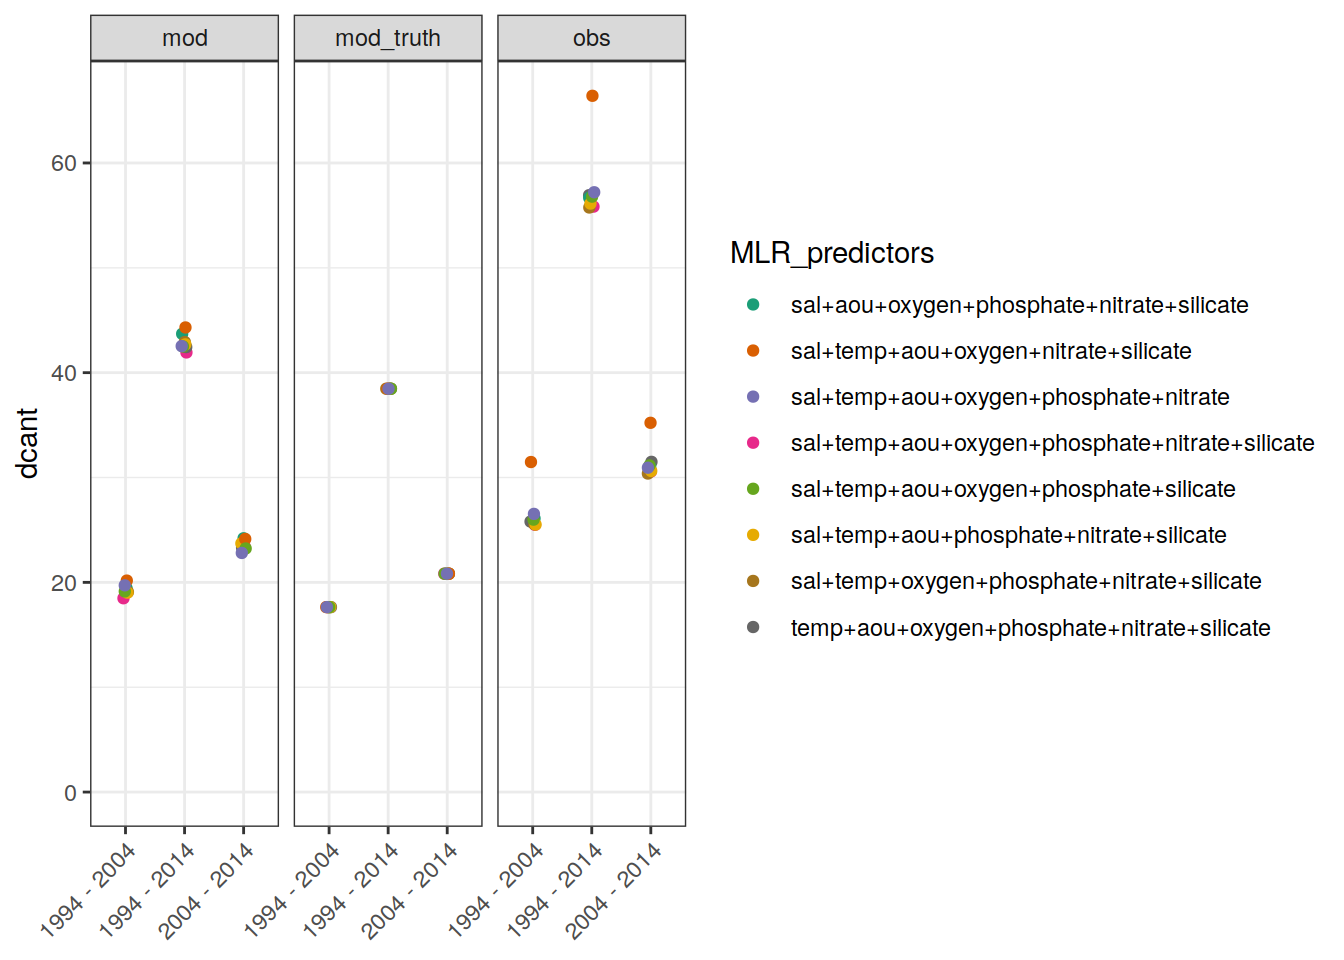 mod
mod_truth
obs
60
40
20
0
dcant
1994 - 2004
1994 - 2014
2004 - 2014
1994 - 2004
1994 - 2014
2004 - 2014
1994 - 2004
1994 - 2014
2004 - 2014
MLR_predictors
sal+aou+oxygen+phosphate+nitrate+silicate
sal+temp+aou+oxygen+nitrate+silicate
sal+temp+aou+oxygen+phosphate+nitrate
sal+temp+aou+oxygen+phosphate+nitrate+silicate
sal+temp+aou+oxygen+phosphate+silicate
sal+temp+aou+phosphate+nitrate+silicate
sal+temp+oxygen+phosphate+nitrate+silicate
temp+aou+oxygen+phosphate+nitrate+silicate